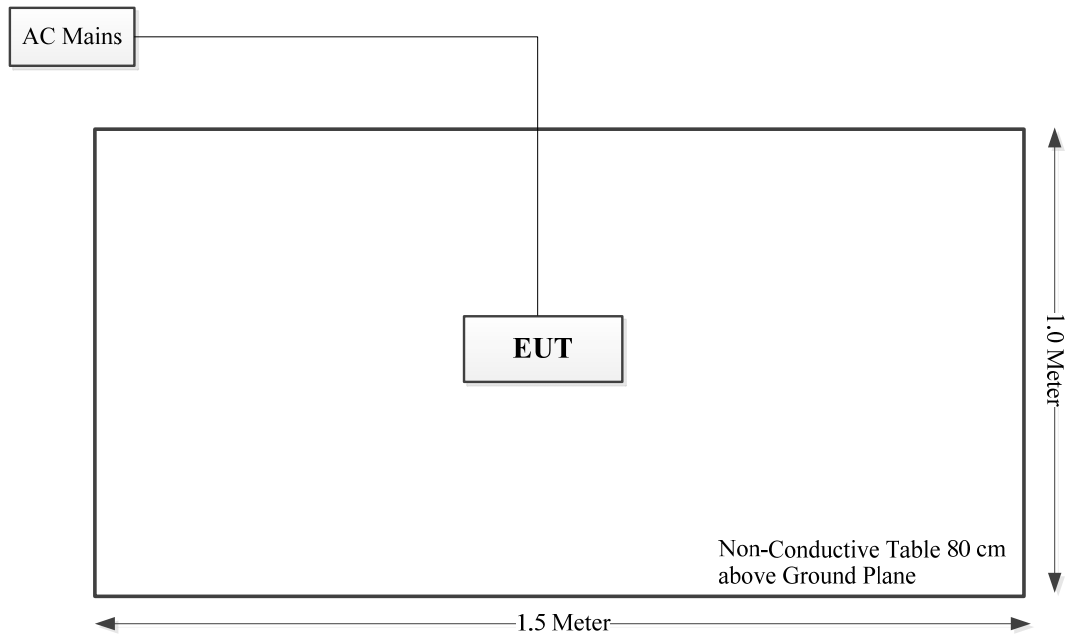 AC Mains
EUT
1.0 Meter
Non-Conductive Table 80 cm
above Ground Plane
1.5 Meter